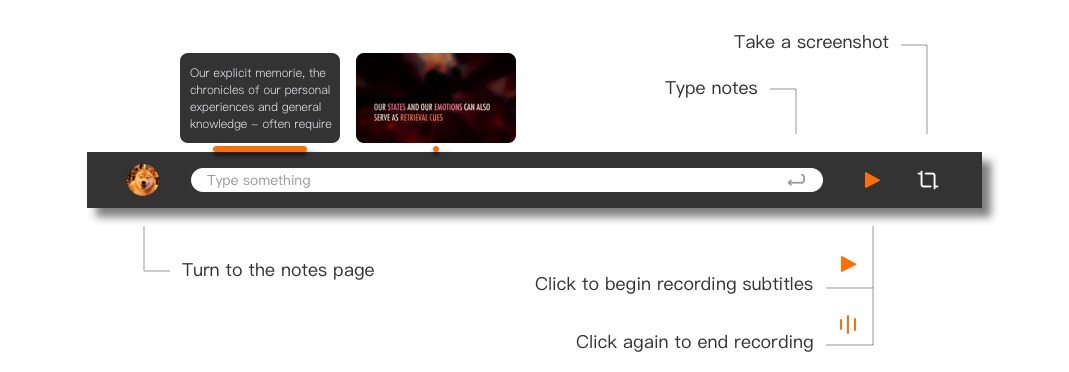 Take a screenshot
Type notes
Our explicit memorie, the
chronicles of our personal
experiences and general
knowledge – often require
OUR STATES AND OUR EMOTIONS CAN ALSO
SERVE AS RETRIEVAL CUES
Type something
Turn to the notes page
Click to begin recording subtitles
Click again to end recording